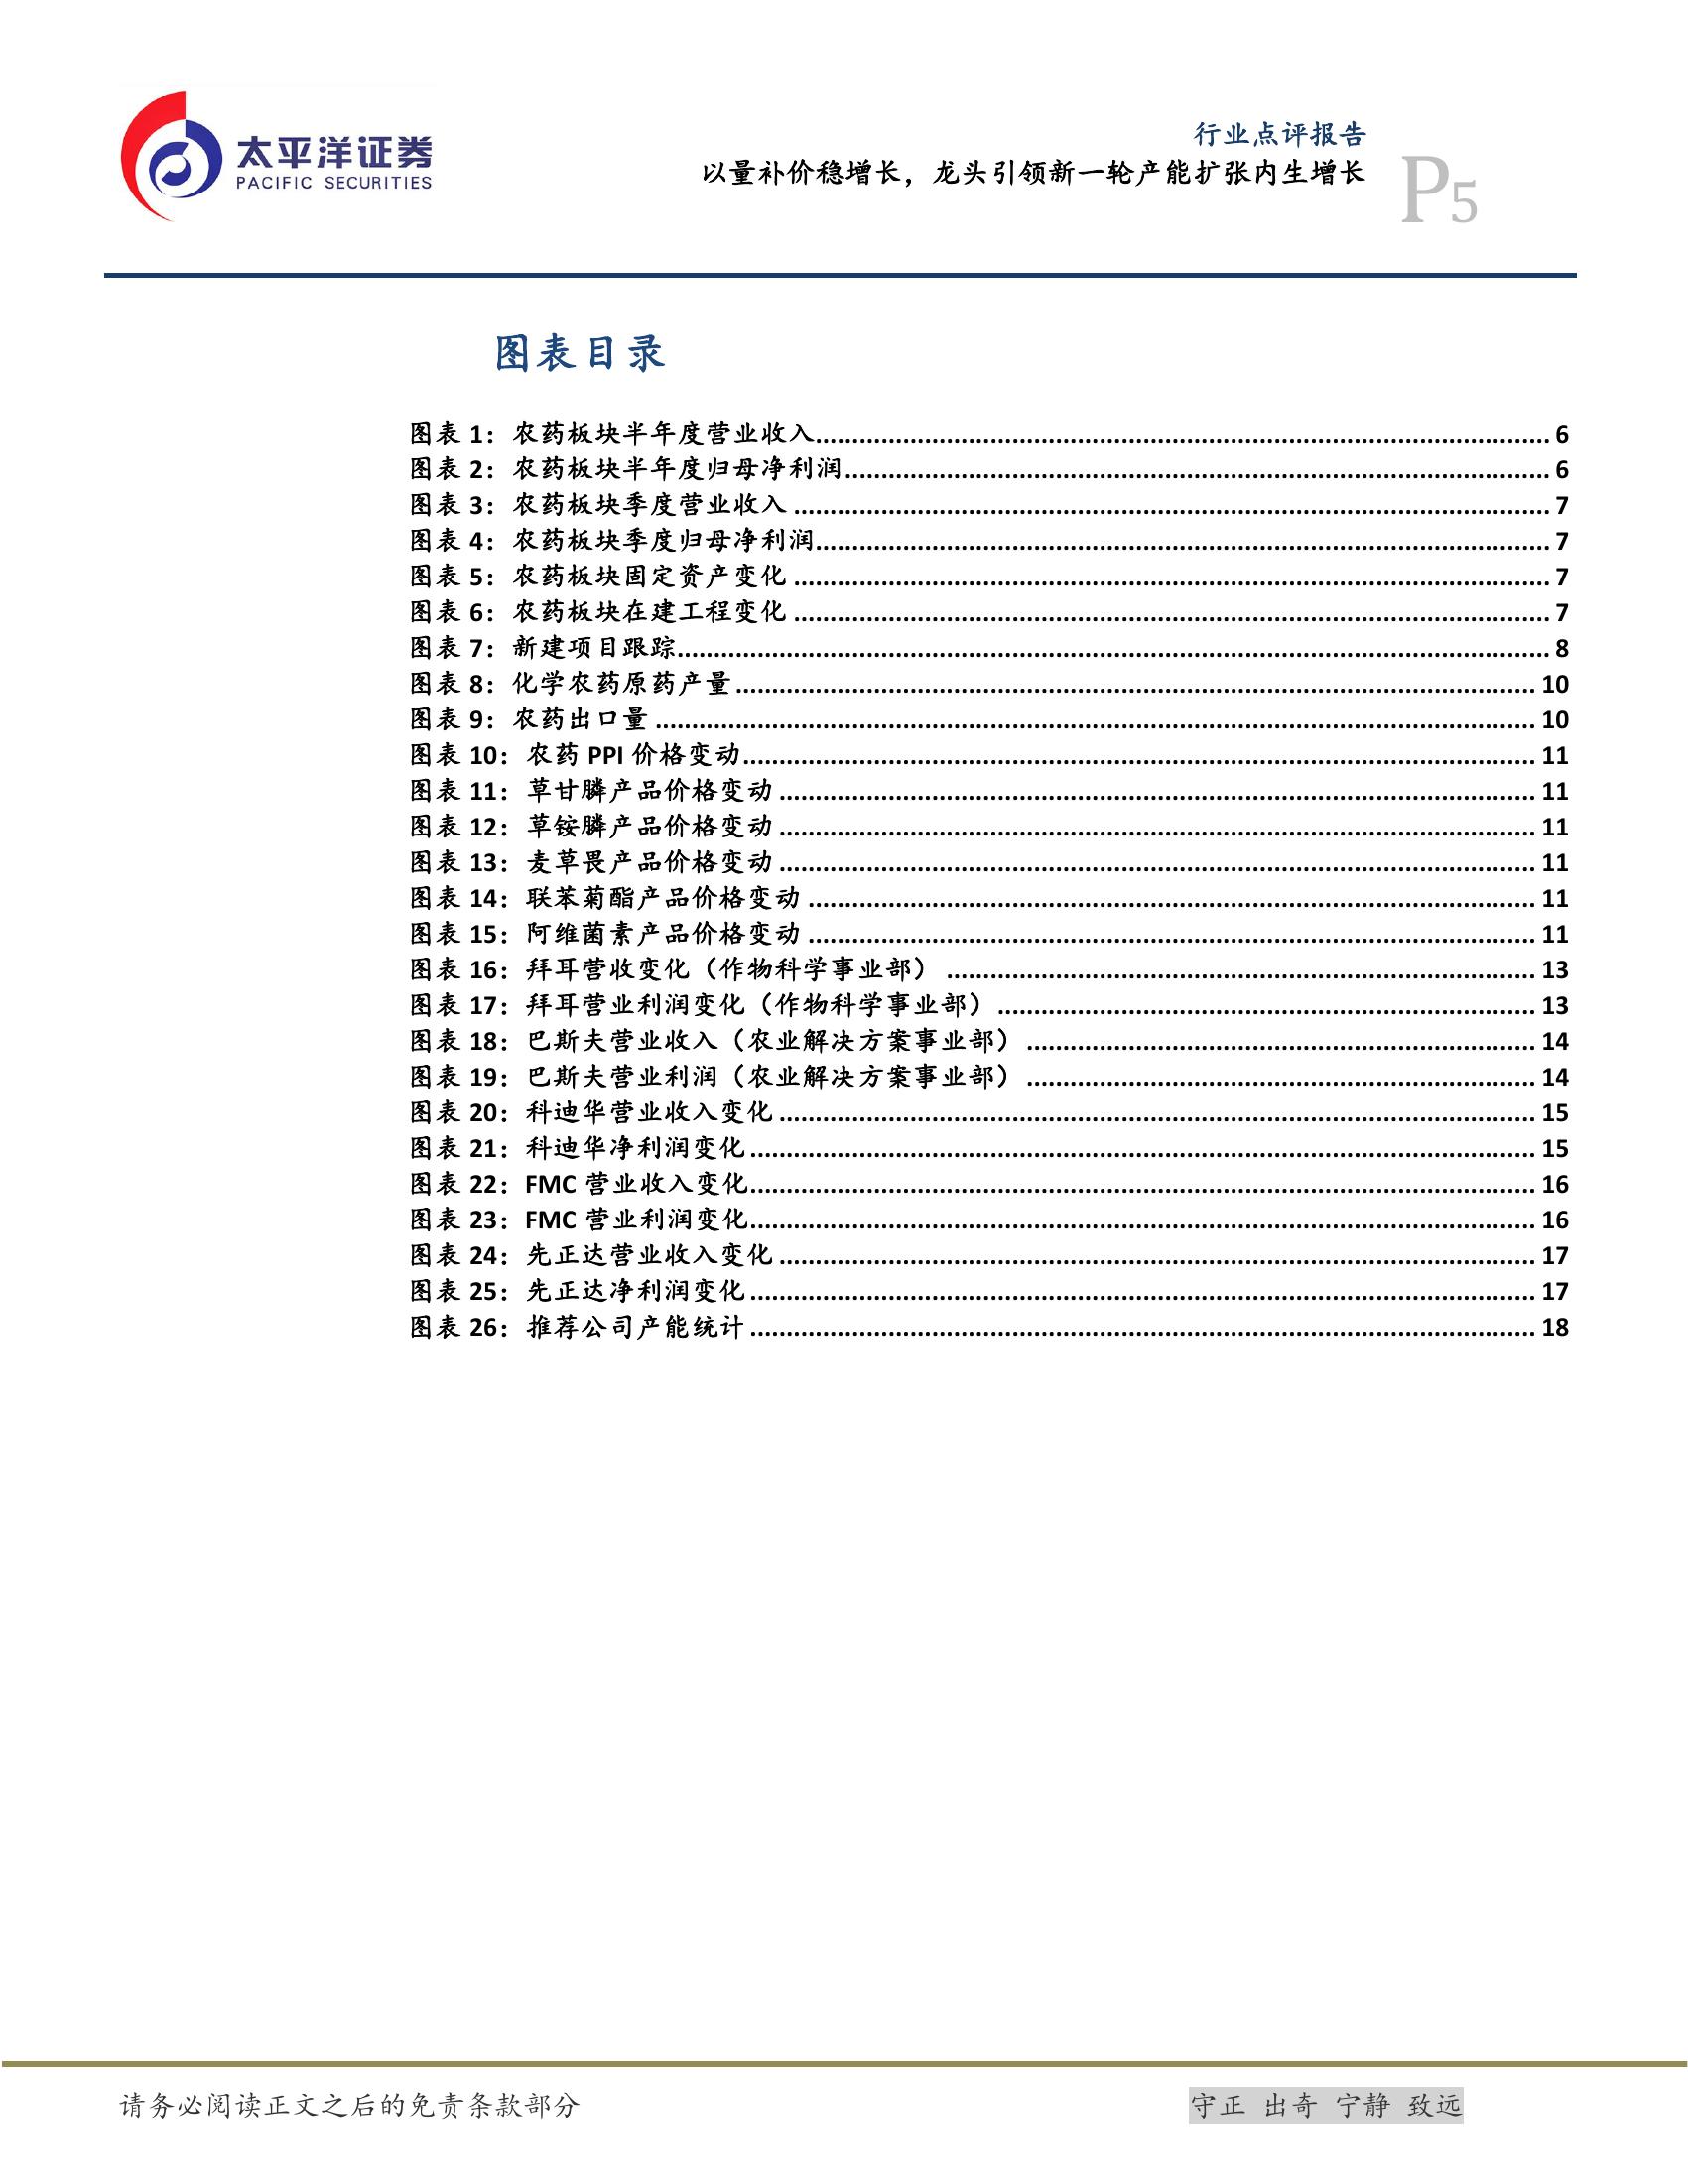 太平洋证券
PACIFIC SECURITIES
行业点评报告
以量补价稳增长，龙头引领新一轮产能扩张内生增长
P5
图表目录
图表 1：农药板块半年度营业收入 6
图表 2：农药板块半年度归母净利润 6
图表 3：农药板块季度营业收入 7
图表 4：农药板块季度归母净利润 7
图表 5：农药板块固定资产变化 7
图表 6：农药板块在建工程变化 7
图表 7：新建项目跟踪 8
图表 8：化学农药原药产量 10
图表 9：农药出口量 10
图表 10：农药 PPI 价格变动 11
图表 11：草甘膦产品价格变动 11
图表 12：草铵膦产品价格变动 11
图表 13：麦草畏产品价格变动 11
图表 14：联苯菊酯产品价格变动 11
图表 15：阿维菌素产品价格变动 11
图表 16：拜耳营收变化（作物科学事业部） 13
图表 17：拜耳营业利润变化（作物科学事业部） 13
图表 18：巴斯夫营业收入（农业解决方案事业部） 14
图表 19：巴斯夫营业利润（农业解决方案事业部） 14
图表 20：科迪华营业收入变化 15
图表 21：科迪华净利润变化 15
图表 22：FMC 营业收入变化 16
图表 23：FMC 营业利润变化 16
图表 24：先正达营业收入变化 17
图表 25：先正达净利润变化 17
图表 26：推荐公司产能统计 18
请务必阅读正文之后的免责条款部分
守正 出奇 宁静 致远